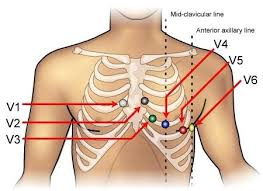 Mid-clavicular line
Anterior axillary line
V4
V5
V6
V1
V2
V3